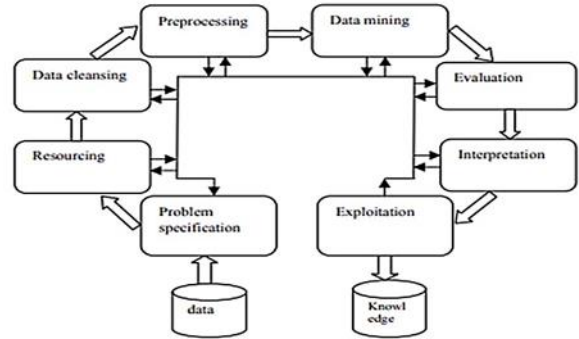 Preprocessing
Data mining
Data cleansing
Evaluation
Resourcing
Interpretation
Problem
specification
Exploitation
data
Knowl
edge